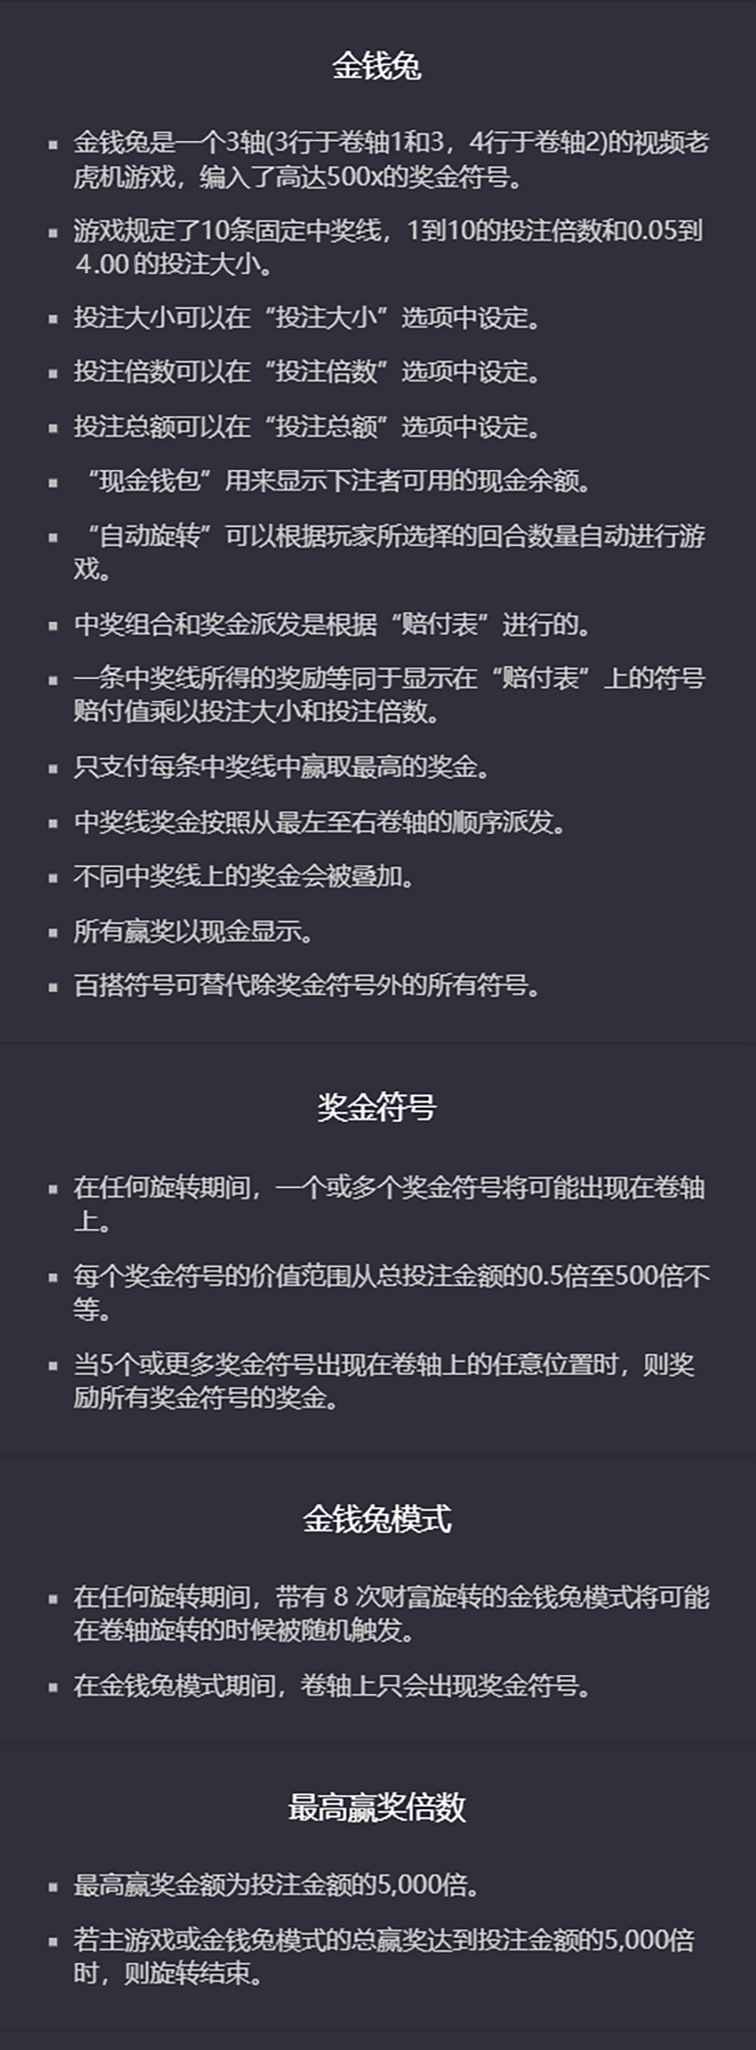 金钱兔
金钱兔是一个3轴(3行于卷轴1和3，4行于卷轴2)的视频老
虎机游戏，编入了高达500x的奖金符号。
游戏规定了10条固定中奖线，1到10的投注倍数和0.05到
4.00 的投注大小。
投注大小可以在“投注大小”选项中设定。
投注倍数可以在“投注倍数”选项中设定。
投注总额可以在“投注总额”选项中设定。
“现金钱包”用来显示下注者可用的现金余额。
“自动旋转”可以根据玩家所选择的回合数量自动进行游
戏。
中奖组合和奖金派发是根据“赔付表”进行的。
一条中奖线所得的奖励等同于显示在“赔付表“上的符号
赔付值乘以投注大小和投注倍数。
只支付每条中奖线中赢取最高的奖金。
中奖线奖金按照从最左至右卷轴的顺序派发。
不同中奖线上的奖金会被叠加。
所有赢奖以现金显示。
百搭符号可替代除奖金符号外的所有符号。
奖金符号
在任何旋转期间，一个或多个奖金符号将可能出现在卷轴
上。
每个奖金符号的价值范围从总投注金额的0.5倍至500倍不
等。
当5个或更多奖金符号出现在卷轴上的任意位置时，则奖
励所有奖金符号的奖金。
金钱兔模式
在任何旋转期间，带有 8 次财富旋转的金钱兔模式将可能
在卷轴旋转的时候被随机触发。
在金钱兔模式期间，卷轴上只会出现奖金符号。
最高赢奖倍数
最高赢奖金额为投注金额的5,000倍。
若主游戏或金钱兔模式的总赢奖达到投注金额的5,000倍
时，则旋转结束。